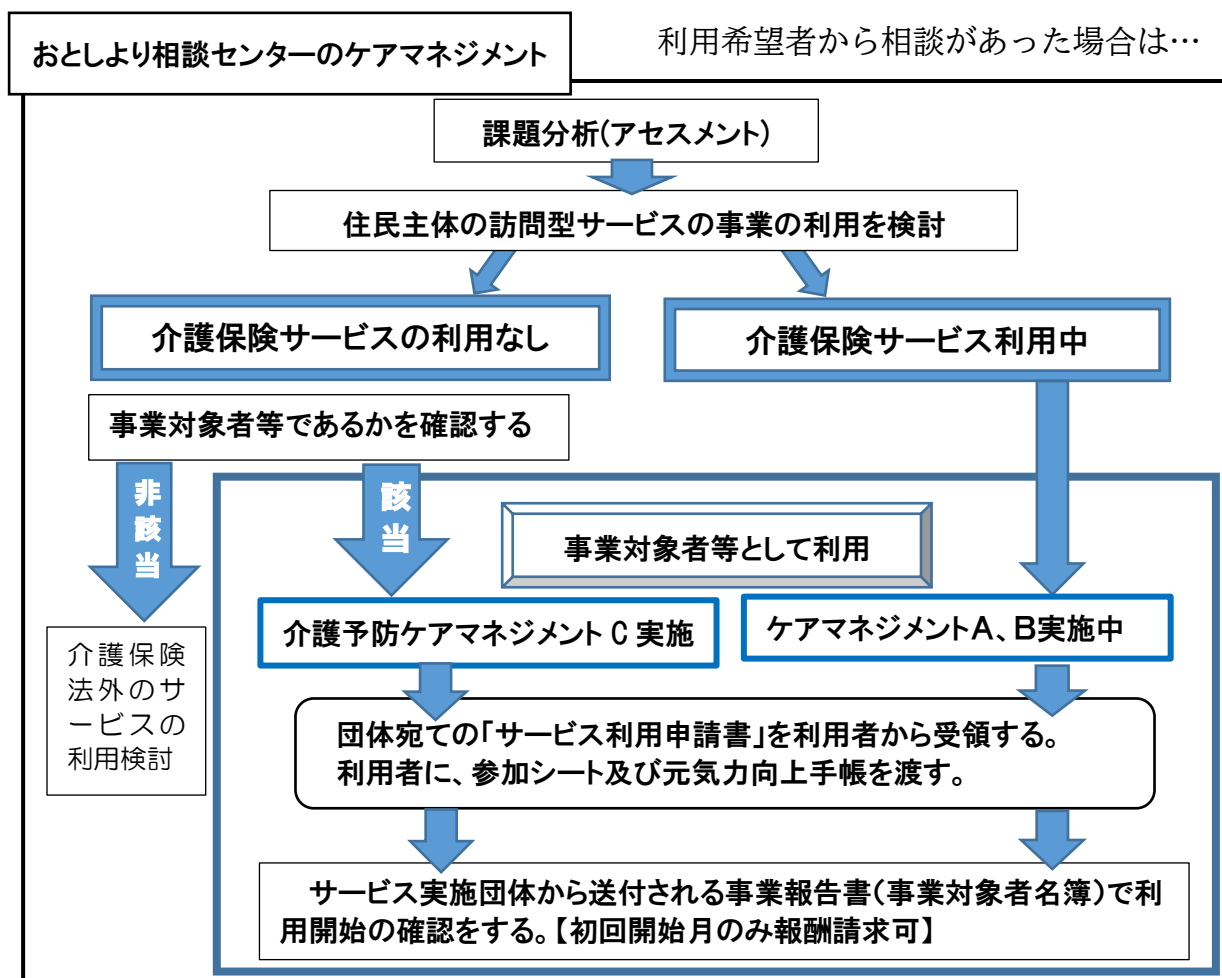 おとしより相談センターのケアマネジメント
利用希望者から相談があった場合は…
課題分析(アセスメント)
住民主体の訪問型サービスの事業の利用を検討
介護保険サービスの利用なし
介護保険サービス利用中
事業対象者等であるかを確認する
非該当
該当
事業対象者等として利用
介護予防ケアマネジメント C 実施
ケアマネジメントA、B実施中
介護保険
法外のサ
ービスの
利用検討
団体宛ての「サービス利用申請書」を利用者から受領する。
利用者に、参加シート及び元気力向上手帳を渡す。
サービス実施団体から送付される事業報告書(事業対象者名簿)で利
用開始の確認をする。【初回開始月のみ報酬請求可】